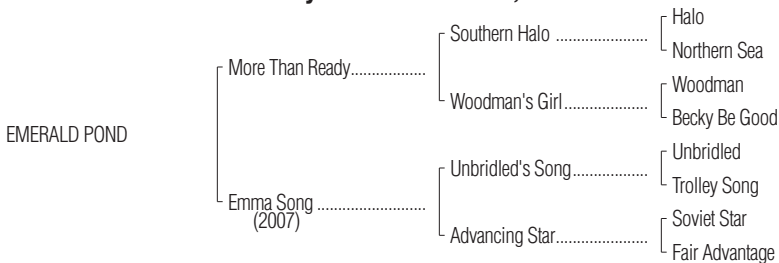 Halo
Southern Halo .....................
Northern Sea
More Than Ready..................
Woodman
Woodman's Girl....................
Becky Be Good
EMERALD POND
Unbridled
Unbridled's Song..................
Trolley Song
Emma Song ..........................
(2007)
Soviet Star
Advancing Star......................
Fair Advantage